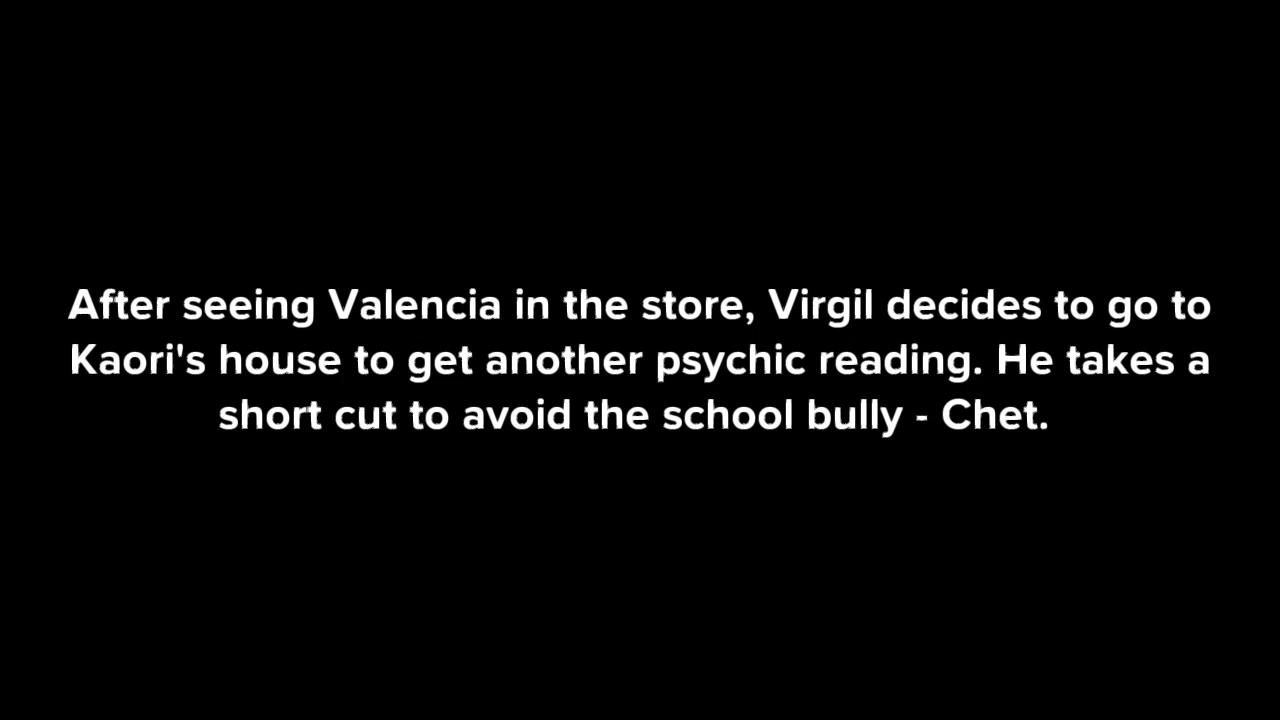 After seeing Valencia in the store, Virgil decides to go to
Kaori's house to get another psychic reading. He takes a
short cut to avoid the school bully - Chet.